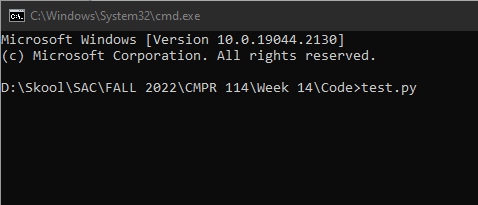 C:\Windows\System32\cmd.exe
Microsoft Windows [Version 10.0.19044.2130]
(c) Microsoft Corporation. All rights reserved.
D:\Skool\SAC\FALL 2022\CMPR 114\Week 14\Code>test.py